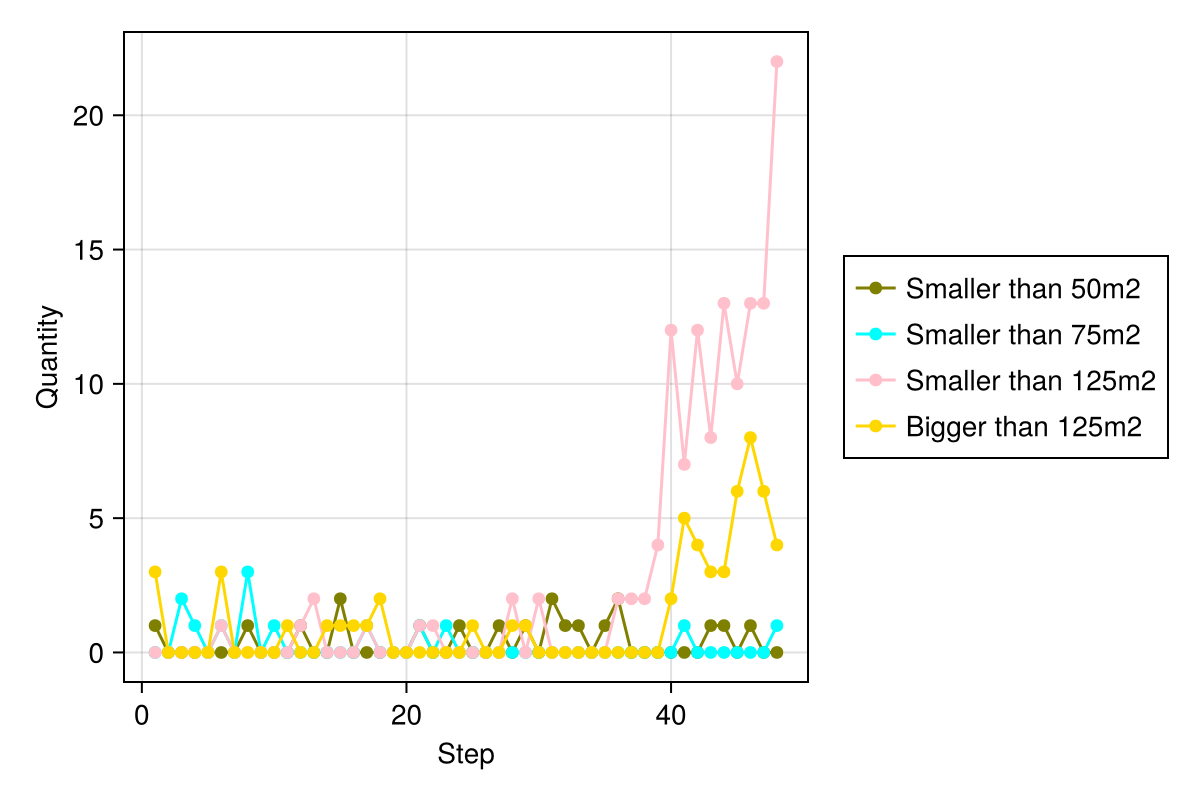 20
15
10
5
0
Quantity
0 20 40
Step
Smaller than 50m2
Smaller than 75m2
Smaller than 125m2
Bigger than 125m2